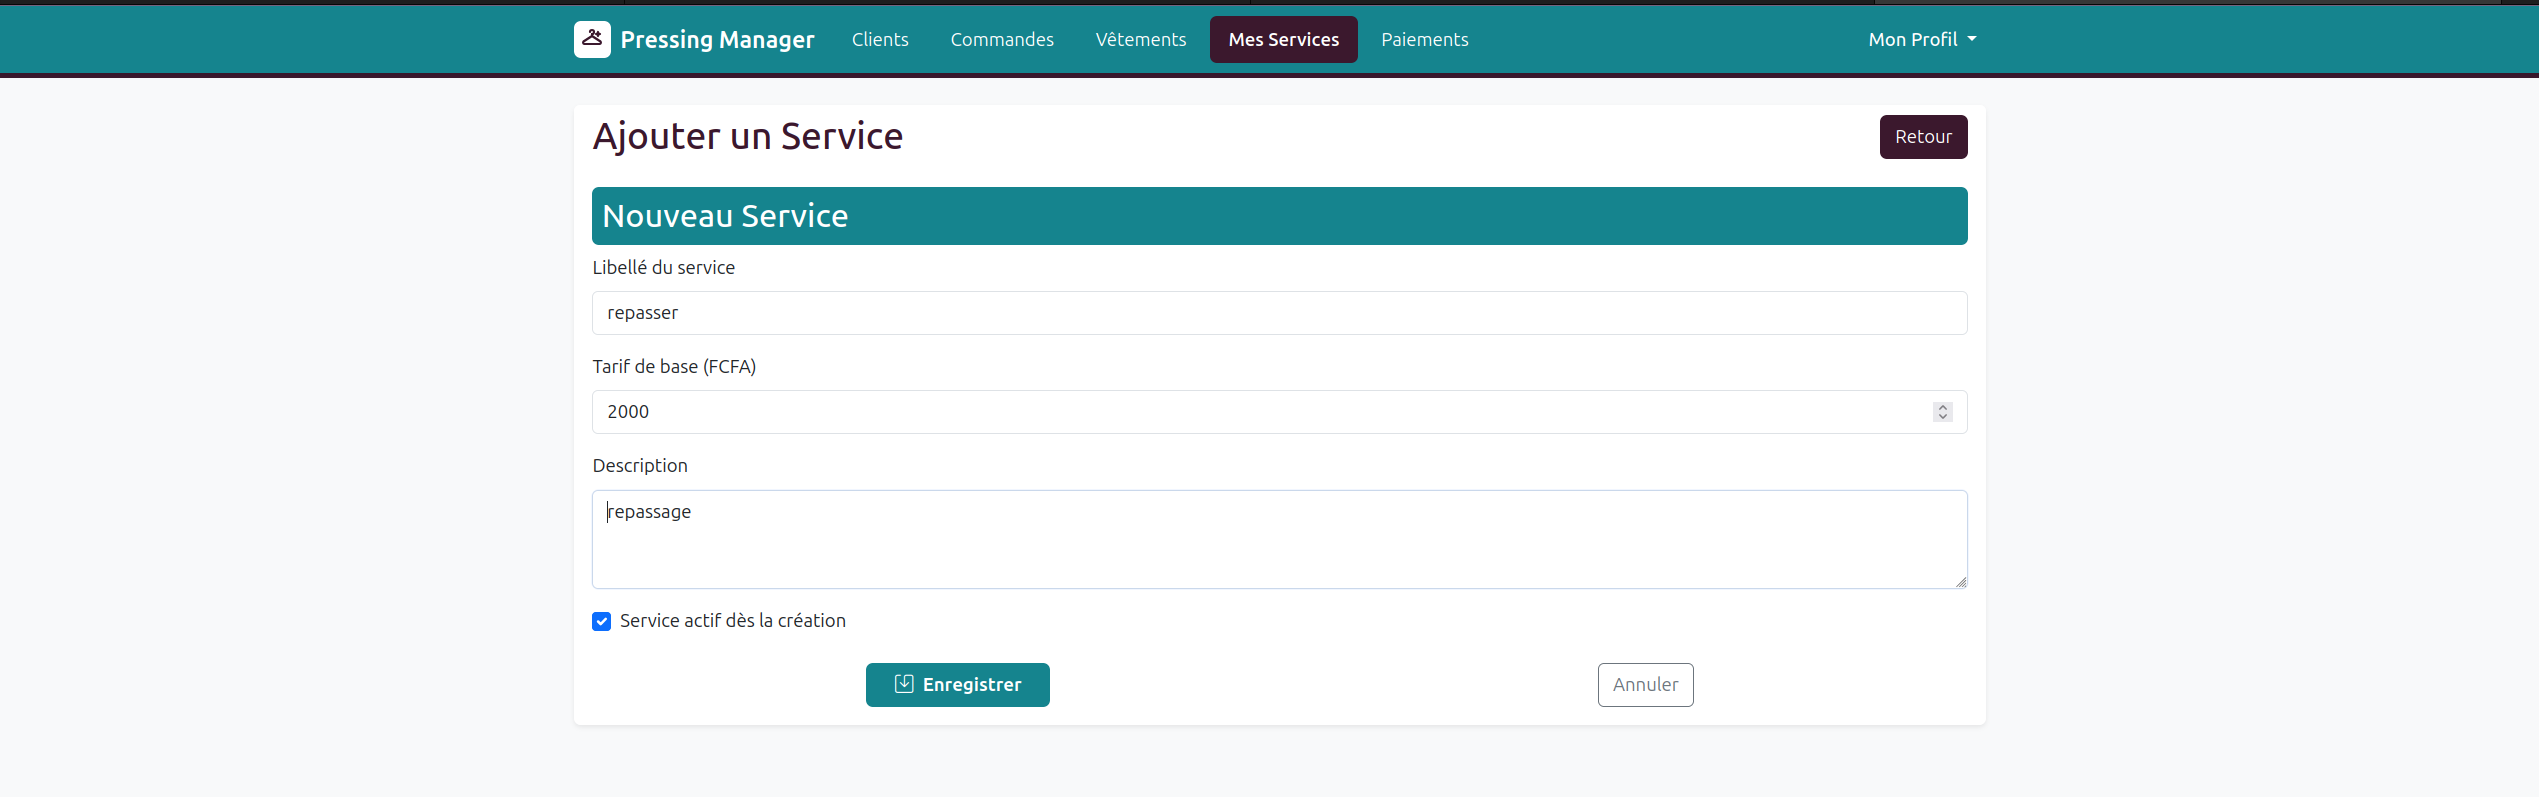 Pressing Manager Clients Commandes Vêtements Mes Services Paiements Mon Profil
Ajouter un Service Retour
Nouveau Service
Libellé du service
repasser
Tarif de base (FCFA)
2000
Description
repassage
Service actif dès la création
Enregistrer Annuler